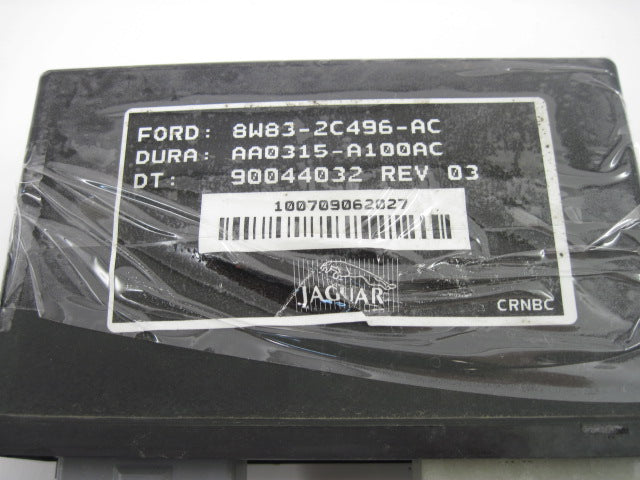 FORD: 8W83-2C496-AC
DURA: AA0315-A100AC
DT: 90044032 REV 03
100709062027
JAGUAR
CRNBC